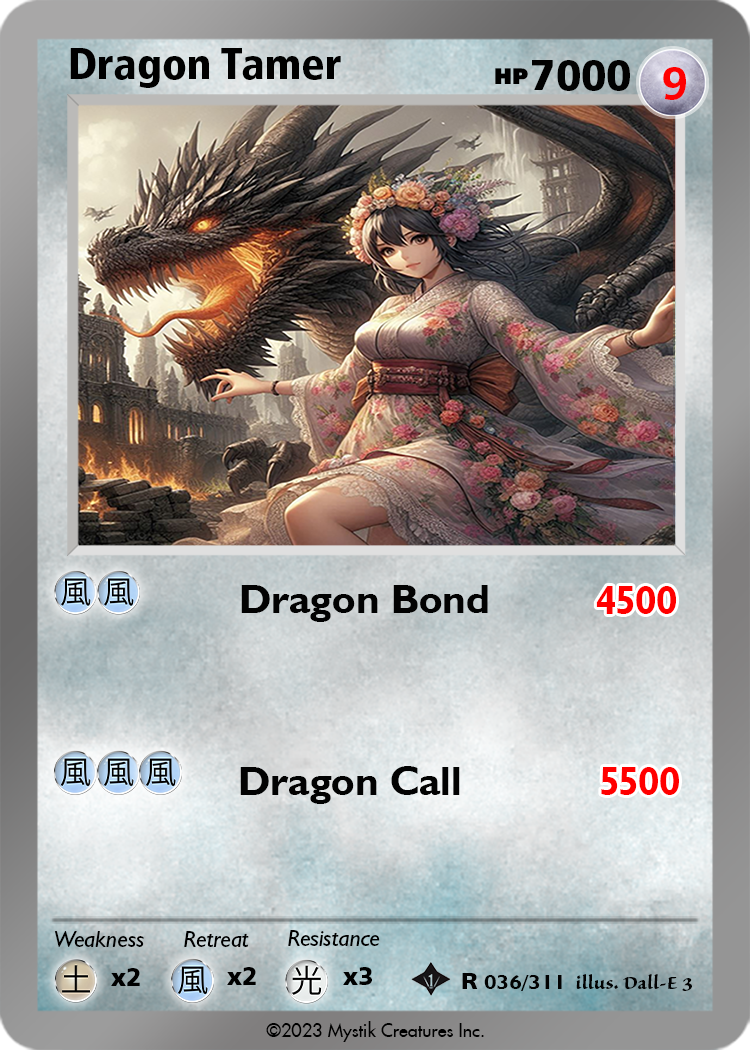 Dragon Tamer HP7000 9
風風 Dragon Bond 4500
風風風 Dragon Call 5500
Weakness Retreat Resistance
土 x2 風 x2 光 x3 1 R 036/311 illus. Dall-E 3
©2023 Mystik Creatures Inc.